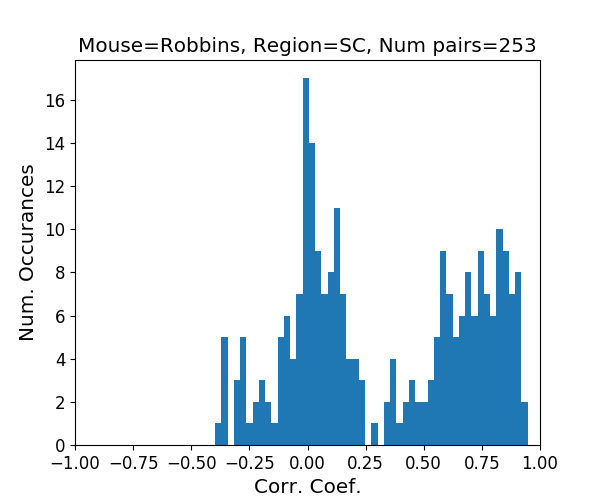 Mouse=Robbins, Region=SC, Num pairs=253
Num. Occurances
16
14
12
10
8
6
4
2
0
−1.00 −0.75 −0.50 −0.25 0.00 0.25 0.50 0.75 1.00
Corr. Coef.